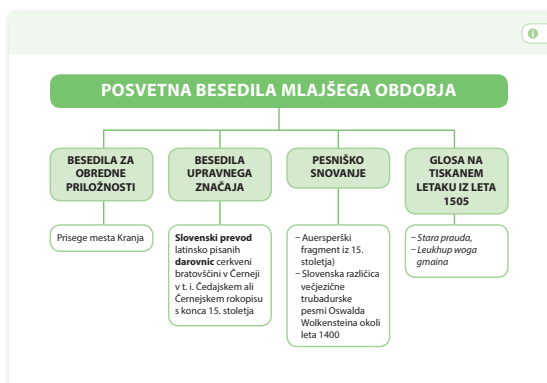 POSVETNA BESEDILA MLAJŠEGA OBDOBJA
BESEDILA ZA
OBREDNE
PRILOŽNOSTI
Prisege mesta Kranja
BESEDILA
UPRAVNEGA
ZNAČAJA
Slovenski prevod
latinsko pisanih
darovnic cerkveni
bratovščini v Černeji
v t. i. Čedajskem ali
Černejskem rokopisu
s konca 15. stoletja
PESNIŠKO
SNOVANJE
– Auersperški
fragment iz 15.
stoletja)
– Slovenska različica
večjezične
trubadurske
pesmi Oswalda
Wolkensteina okoli
leta 1400
GLOSA NA
TISKANEM
LETAKU IZ LETA
1505
– Stara prauda,
– Leukhup woga
gmaina